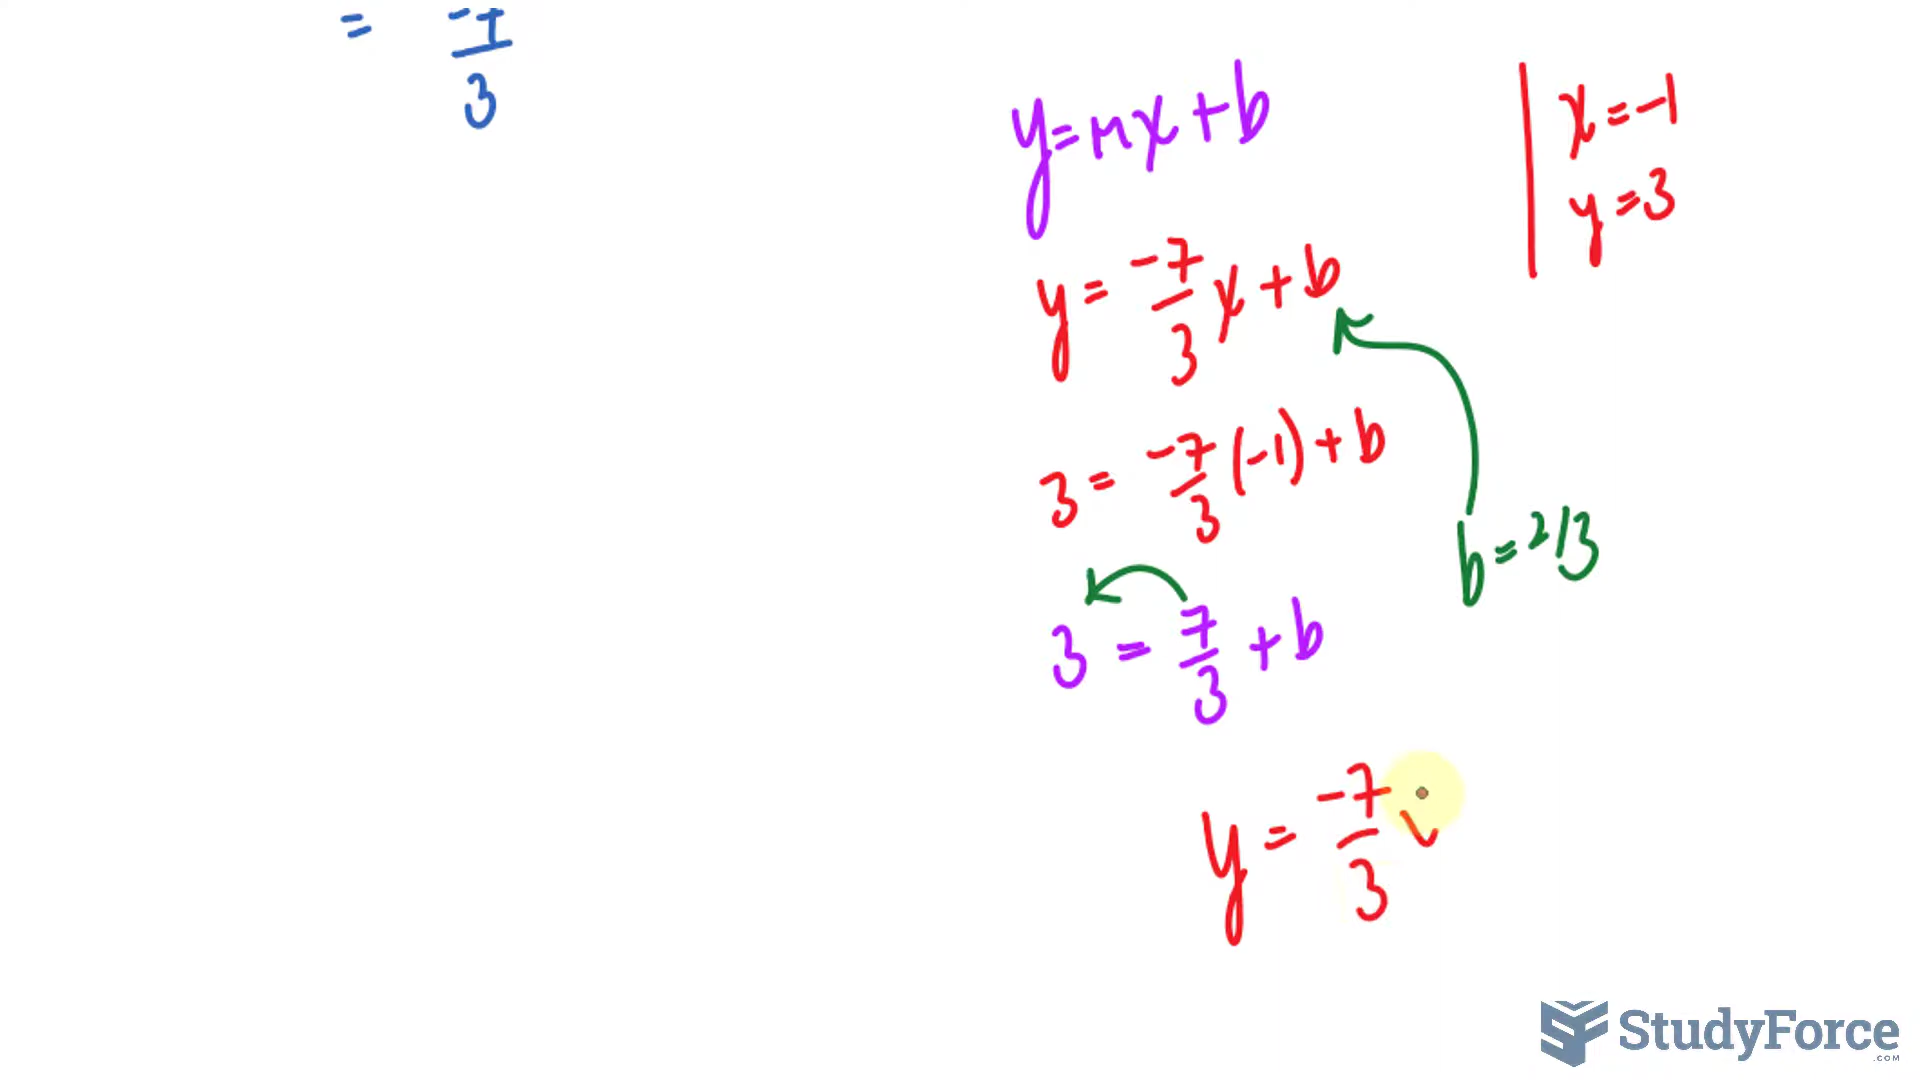 = -7/3
y = mx + b
x = -1
y = 3
y = -7/3 x + b
3 = -7/3 (-1) + b
b = 2/3
3 = 7/3 + b
y = -7/3
StudyForce
.COM